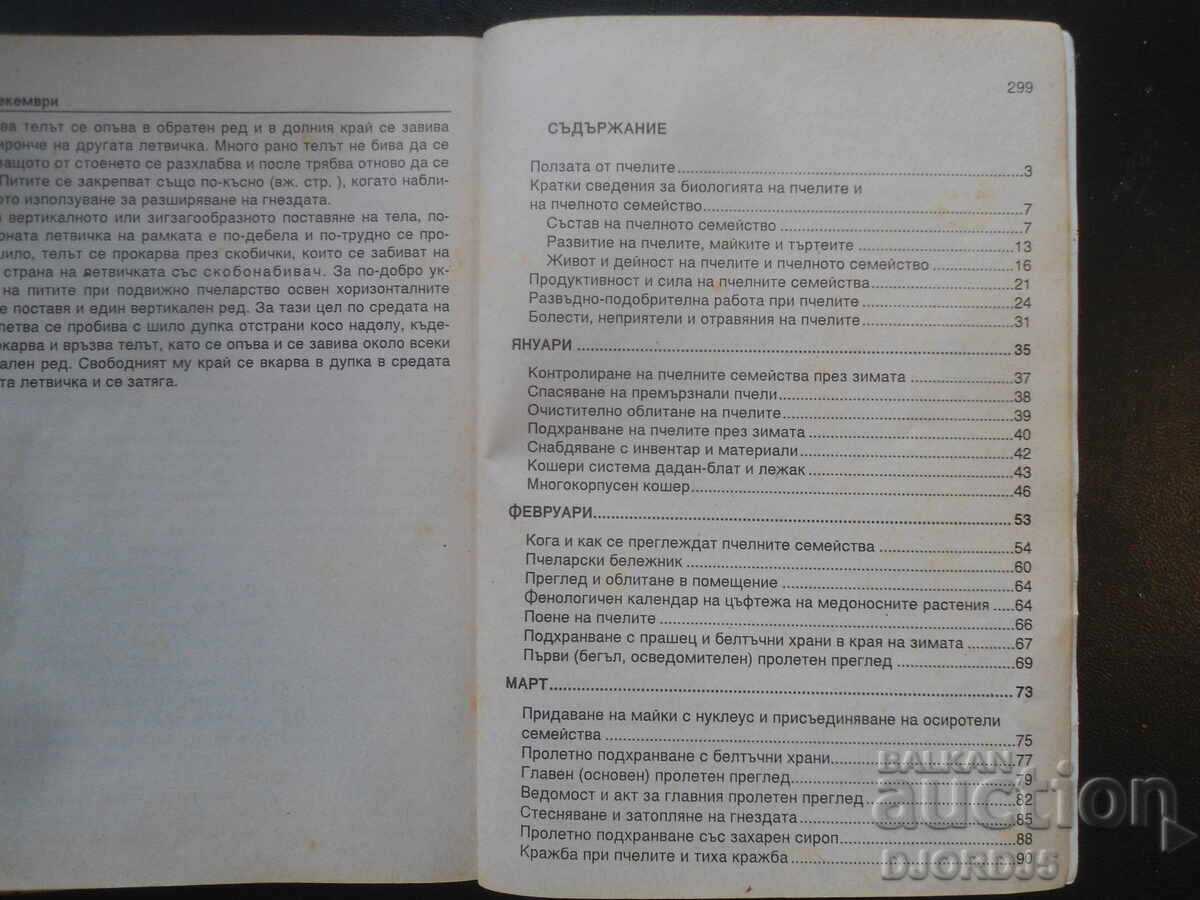 екември
ва телът се опъва в обратен ред и в долния край се завива
иронче на другата летвичка. Много рано телът не бива да се
ващото от стоенето се разхлабва и после трябва отново да се
Питите се закрепват също по-късно (вж. стр. ), когато набли-
ото използуване за разширяване на гнездата.
в вертикалното или зигзагообразното поставяне на тела, по-
орната летвичка на рамката е по-дебела и по-трудно се про-
шило, телът се прокарва през скобички, които се забиват на
страна на летвичката със скобонабивач. За по-добро ук-
на питите при подвижно пчеларство освен хоризонталните
е поставя и един вертикален ред. За тази цел по средата на
летва се пробива с шило дупка отстрани косо надолу, къде-
окарва и връзва телът, като се опъва и се завива около всеки
ален ред. Свободният му край се вкарва в дупка в средата
та летвичка и се затяга.
299
СЪДЪРЖАНИЕ
Ползата от пчелите 3
Кратки сведения за биологията на пчелите и
на пчелното семейство 7
Състав на пчелното семейство 7
Развитие на пчелите, майките и търтеите 13
Живот и дейност на пчелите и пчелното семейство 16
Продуктивност и сила на пчелните семейства 21
Развъдно-подобрителна работа при пчелите 24
Болести, неприятели и отравяния на пчелите 31
ЯНУАРИ 35
Контролиране на пчелните семейства през зимата 37
Спасяване на премързнали пчели 38
Очистително облитане на пчелите 39
Подхранване на пчелите през зимата 40
Снабдяване с инвентар и материали 42
Кошери система дадан-блат и лежак 43
Многокорпусен кошер 46
ФЕВРУАРИ 53
Кога и как се преглеждат пчелните семейства 54
Пчеларски бележник 60
Преглед и облитане в помещение 64
Фенологичен календар на цъфтежа на медоносните растения 64
Поене на пчелите 66
Подхранване с прашец и белтъчни храни в края на зимата 67
Първи (бегъл, осведомителен) пролетен преглед 69
МАРТ 73
Придаване на майки с нуклеус и присъединяване на осиротели
семейства 75
Пролетно подхранване с белтъчни храни 77
Главен (основен) пролетен преглед 79
Ведомост и акт за главния пролетен преглед 82
Стесняване и затопляне на гнездата 85
Пролетно подхранване със захарен сироп 88
Кражба при пчелите и тиха кражба 90
BALKAN
auction
DJORDJ5